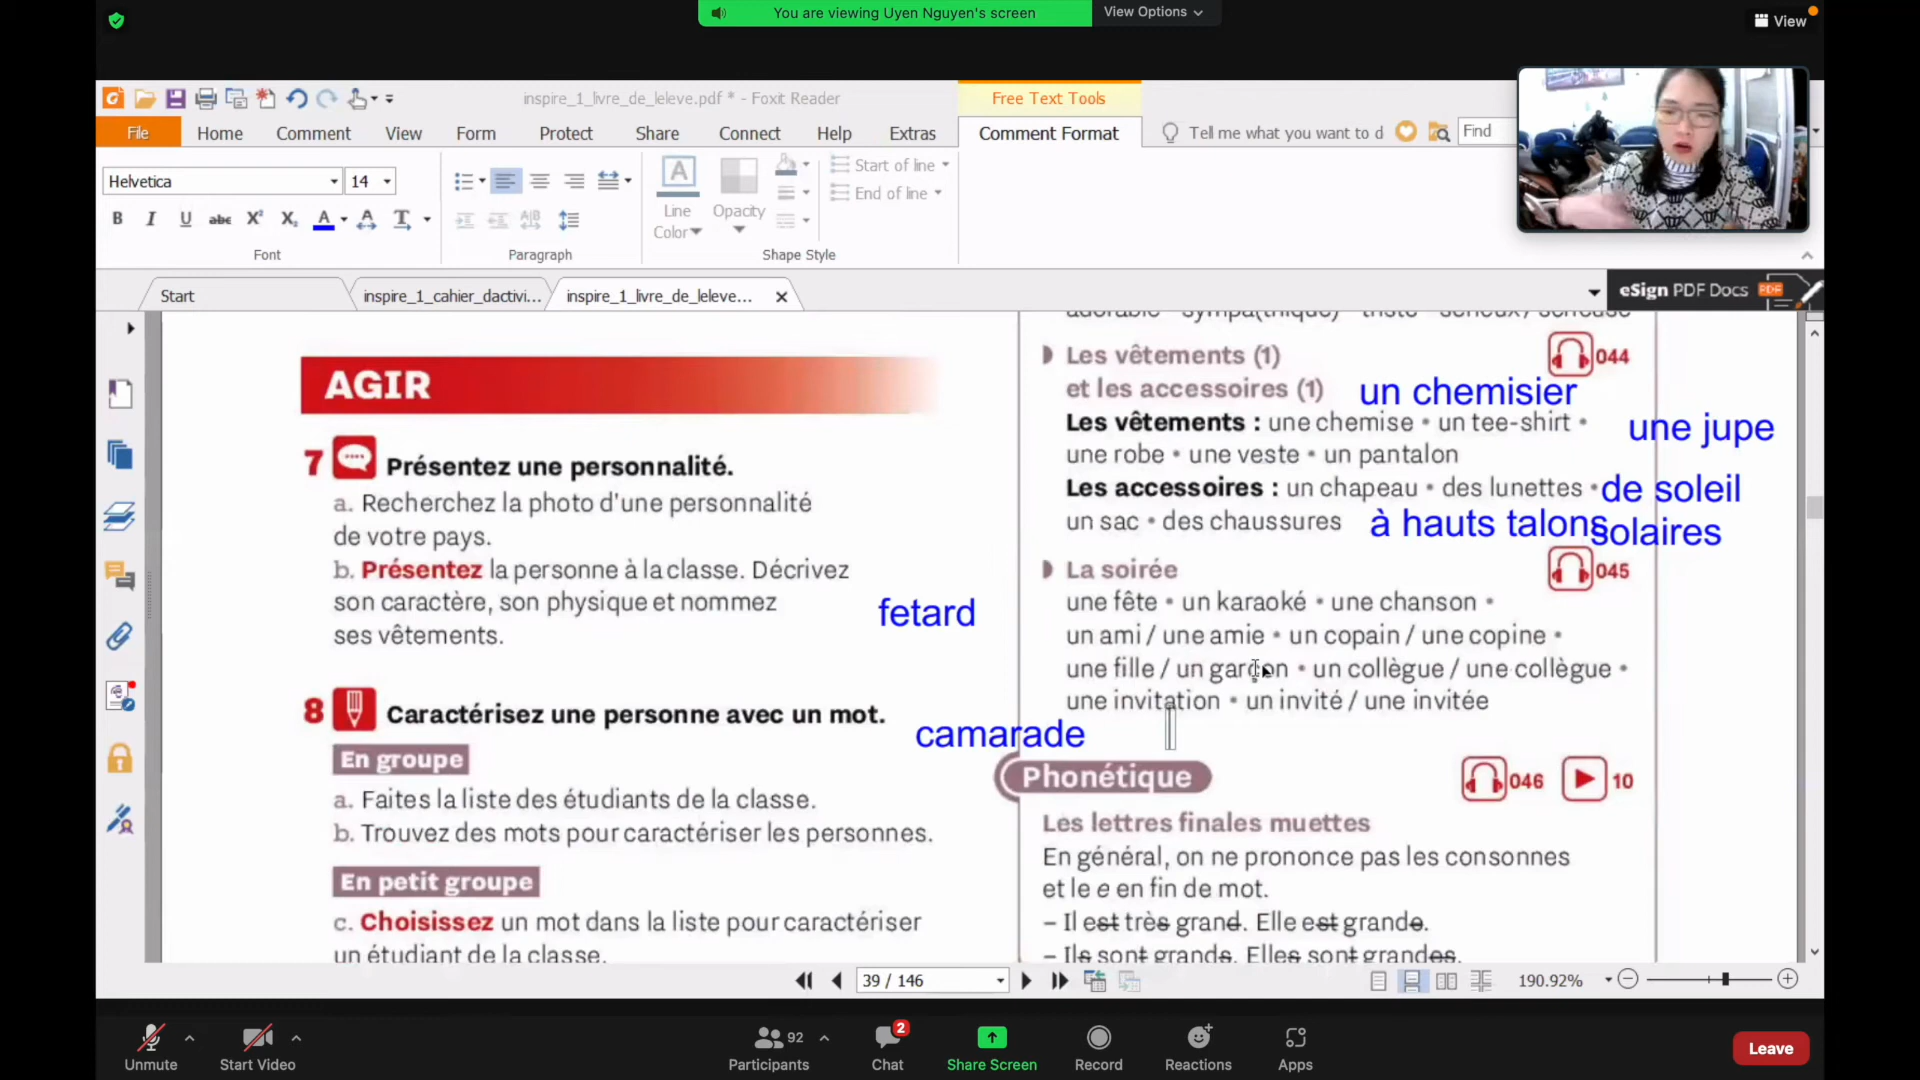 You are viewing Uyen Nguyen's screen
View Options
View
inspire_1_livre_de_leleve.pdf * - Foxit Reader
Free Text Tools
File
Home
Comment
View
Form
Protect
Share
Connect
Help
Extras
Comment Format
Tell me what you want to d
Find
Helvetica
14
Start of line
End of line
B I U abc X² X₂ A A T
Line Color
Opacity
Font
Paragraph
Shape Style
Start
inspire_1_cahier_dactivi...
inspire_1_livre_de_leleve...
eSign PDF Docs
PDF
AGIR
7 Présentez une personnalité.
a. Recherchez la photo d'une personnalité
de votre pays.
b. Présentez la personne à la classe. Décrivez
son caractère, son physique et nommez
ses vêtements.
fetard
8 Caractérisez une personne avec un mot.
camarade
En groupe
a. Faites la liste des étudiants de la classe.
b. Trouvez des mots pour caractériser les personnes.
En petit groupe
c. Choisissez un mot dans la liste pour caractériser
un étudiant de la classe.
adorable • sympa(thique) • triste • sérieux / sérieuse
Les vêtements (1)
044
et les accessoires (1)
un chemisier
Les vêtements : une chemise • un tee-shirt •
une jupe
une robe • une veste • un pantalon
Les accessoires : un chapeau • des lunettes •
de soleil
un sac • des chaussures
à hauts talons
solaires
La soirée
045
une fête • un karaoké • une chanson •
un ami / une amie • un copain / une copine •
une fille / un garçon • un collègue / une collègue •
une invitation • un invité / une invitée
Phonétique
046
10
Les lettres finales muettes
En général, on ne prononce pas les consonnes
et le e en fin de mot.
– Il est très grand. Elle est grande.
– Ils sont grands. Elles sont grandes.
39 / 146
190.92%
Unmute
Start Video
92
Participants
2
Chat
Share Screen
Record
Reactions
Apps
Leave